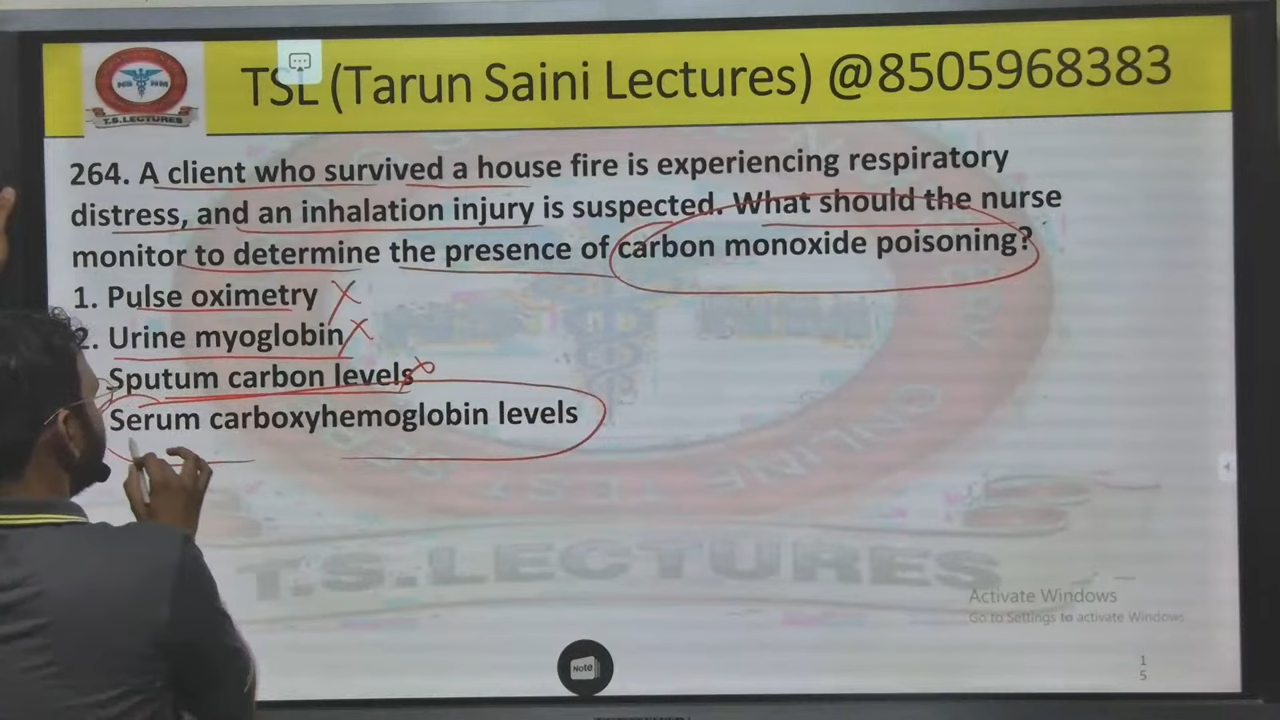 TSL (Tarun Saini Lectures) @8505968383
NS NM
T.S.LECTURES
264. A client who survived a house fire is experiencing respiratory
distress, and an inhalation injury is suspected. What should the nurse
monitor to determine the presence of carbon monoxide poisoning?
1. Pulse oximetry
2. Urine myoglobin
Sputum carbon levels
Serum carboxyhemoglobin levels
T.S.LECTURES
Activate Windows
Go to Settings to activate Windows.
Note
1
5